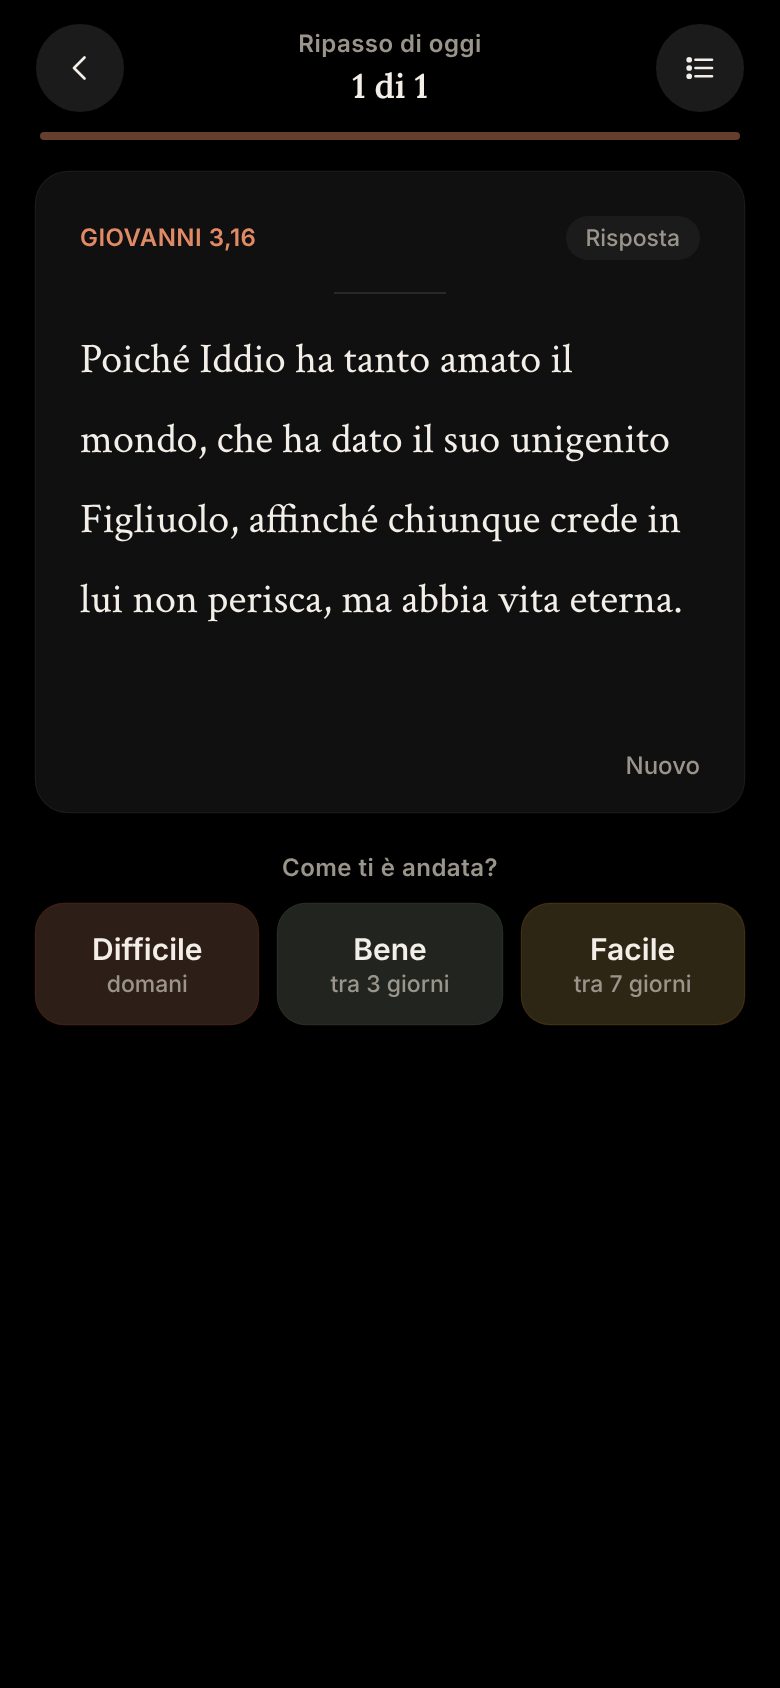 Ripasso di oggi
1 di 1
GIOVANNI 3,16
Risposta
Poiché Iddio ha tanto amato il
mondo, che ha dato il suo unigenito
Figliuolo, affinché chiunque crede in
lui non perisca, ma abbia vita eterna.
Nuovo
Come ti è andata?
Difficile
domani
Bene
tra 3 giorni
Facile
tra 7 giorni